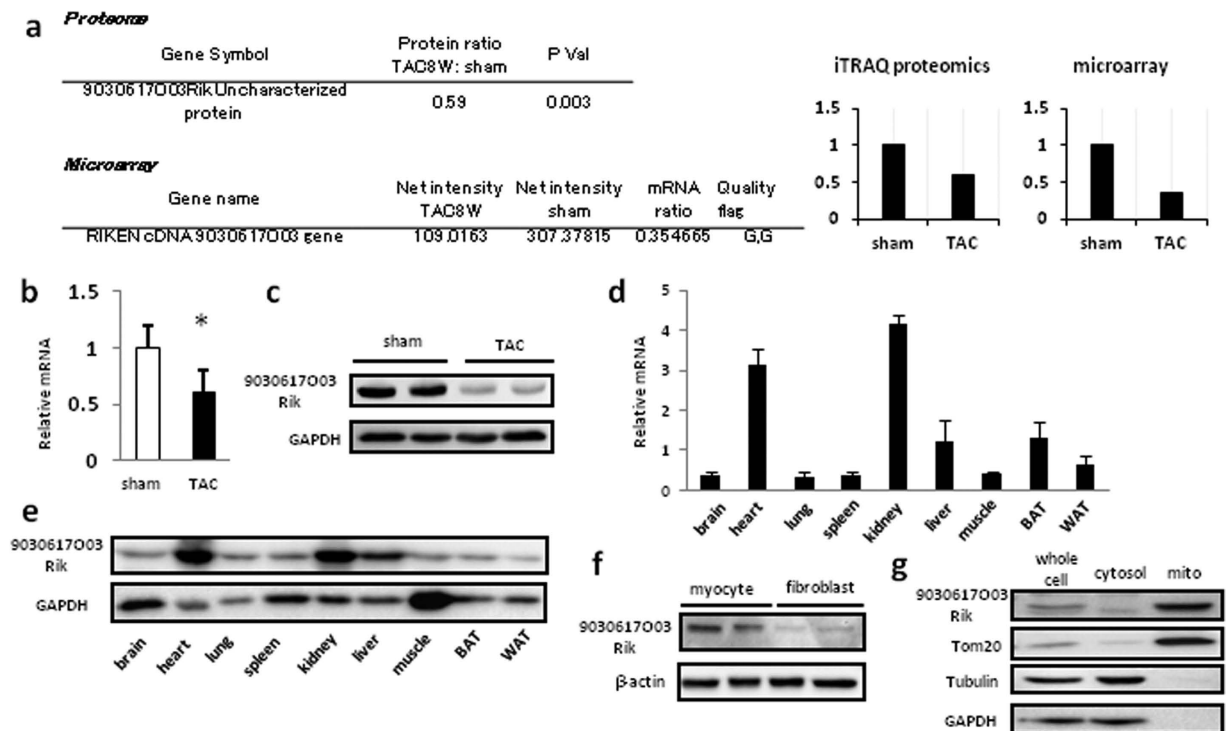 a
Proteome
Gene Symbol
Protein ratio
TAC8W: sham
P Val
9030617O03Rik Uncharacterized
protein
0.59
0.003
Microarray
Gene name
Net intensity
TAC8W
Net intensity
sham
mRNA
ratio
Quality
flag
RIKEN cDNA 9030617O03 gene
109.0163
307.37815
0.354665
G,G
iTRAQ proteomics
1.5
1
0.5
0
sham
TAC
microarray
1.5
1
0.5
0
sham
TAC
b
Relative mRNA
1.5
1
0.5
0
*
sham
TAC
c
sham
TAC
9030617O03
Rik
GAPDH
d
Relative mRNA
5
4
3
2
1
0
brain
heart
lung
spleen
kidney
liver
muscle
BAT
WAT
e
9030617O03
Rik
GAPDH
brain
heart
lung
spleen
kidney
liver
muscle
BAT
WAT
f
myocyte
fibroblast
9030617O03
Rik
β-actin
g
whole
cell
cytosol
mito
9030617O03
Rik
Tom20
Tubulin
GAPDH